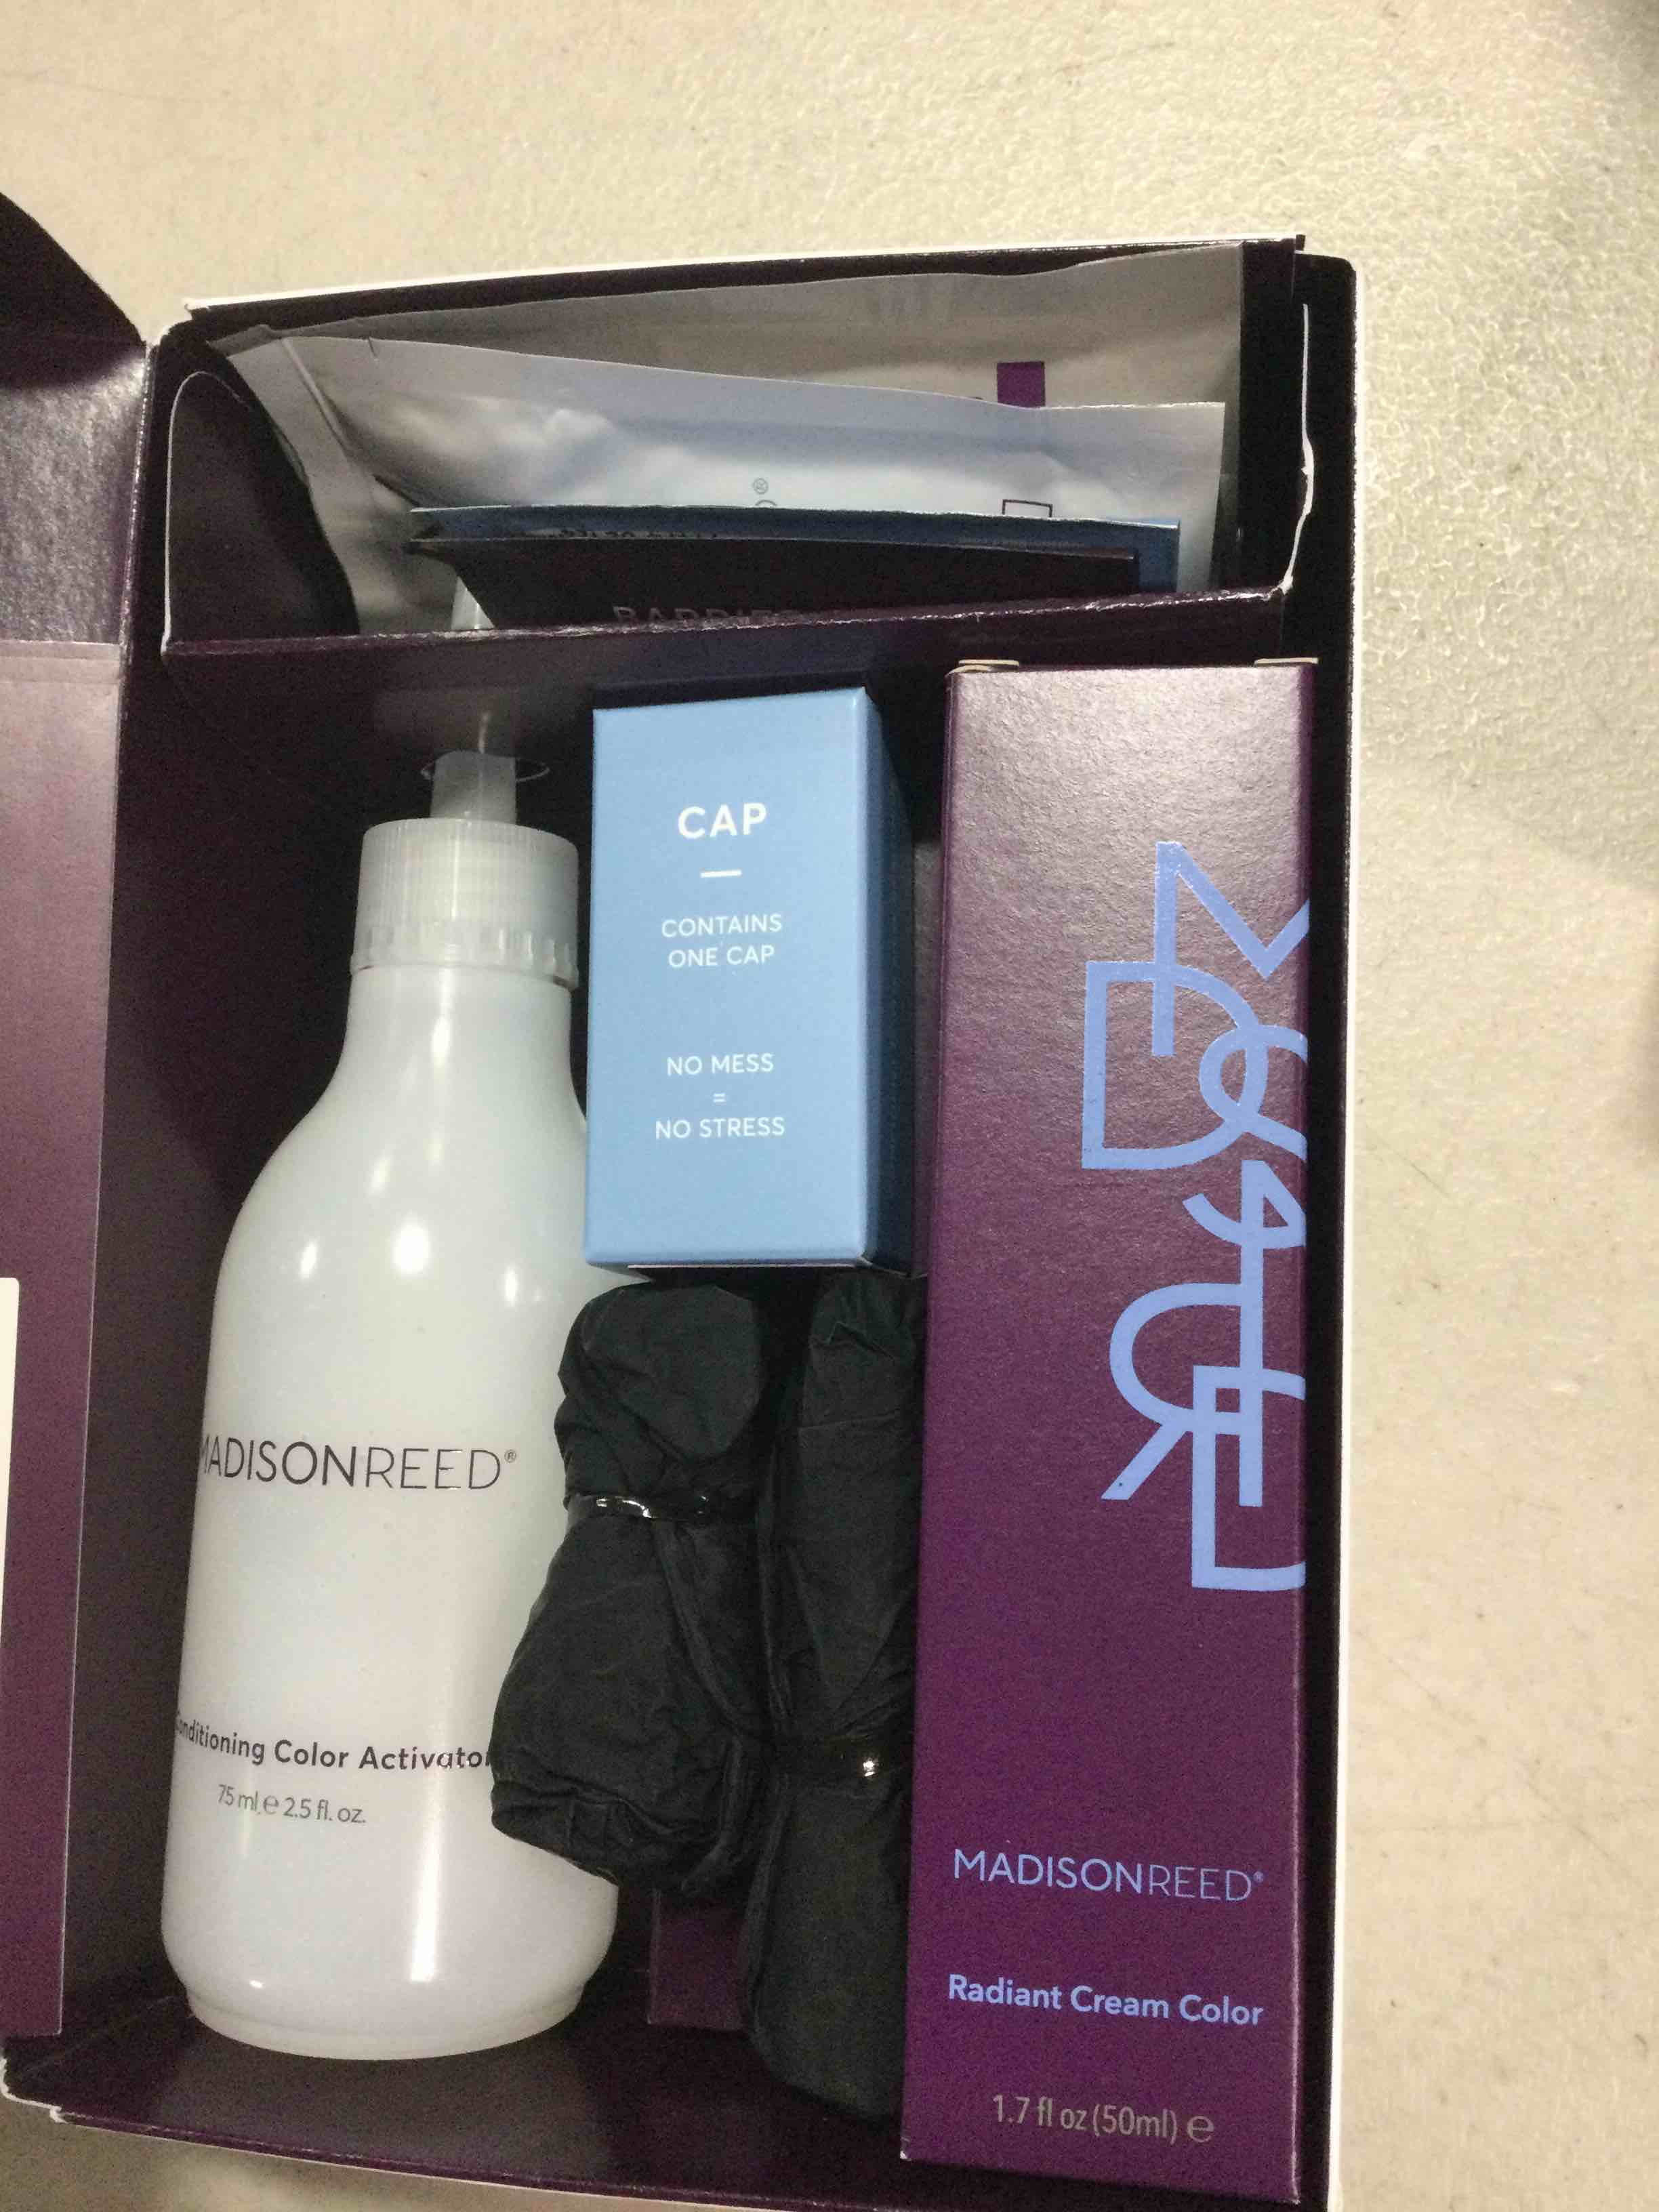 CAP
CONTAINS
ONE CAP
NO MESS
=
NO STRESS
MADISONREED®
Conditioning Color Activator
75 ml e 2.5 fl. oz.
MADISONREED®
Radiant Cream Color
1.7 fl oz (50ml) e